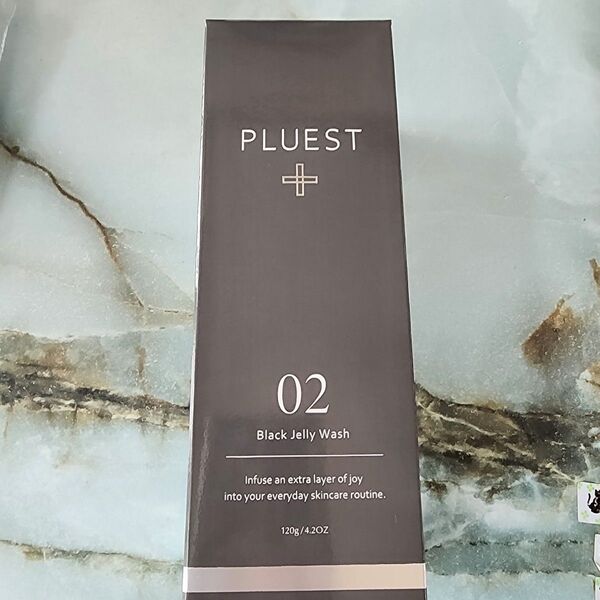 PLUEST
02
Black Jelly Wash
Infuse an extra layer of joy
into your everyday skincare routine.
120g/4.2OZ